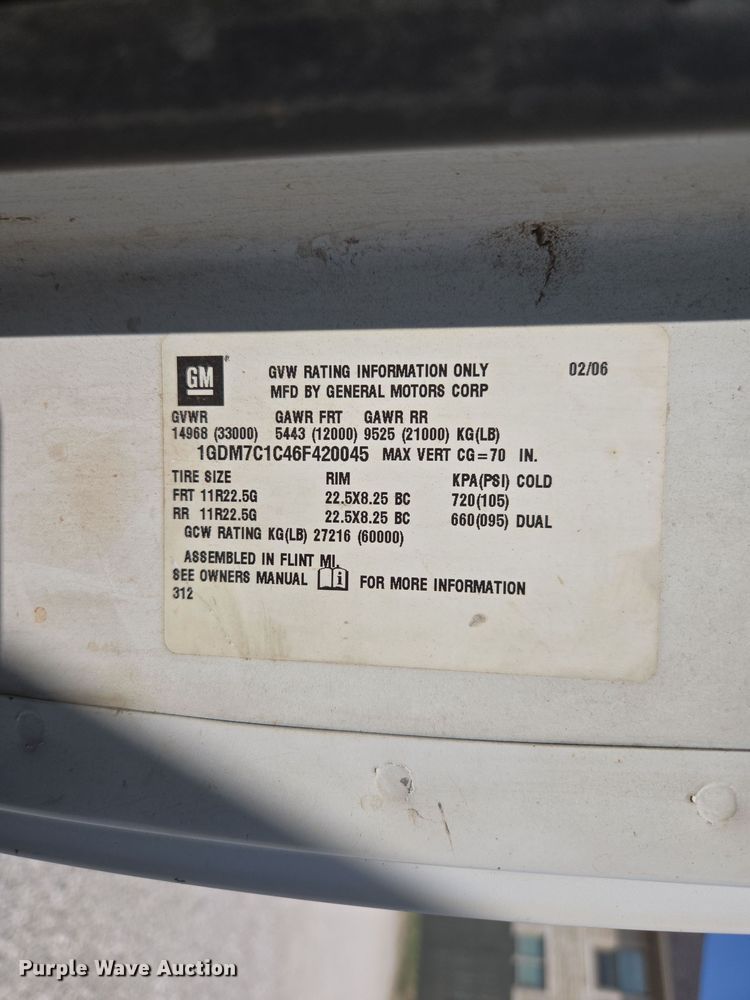 GM ® GVW RATING INFORMATION ONLY 02/06
MFD BY GENERAL MOTORS CORP
GVWR GAWR FRT GAWR RR
14968 (33000) 5443 (12000) 9525 (21000) KG(LB)
1GDM7C1C46F420045 MAX VERT CG=70 IN.
TIRE SIZE RIM KPA(PSI) COLD
FRT 11R22.5G 22.5X8.25 BC 720(105)
RR 11R22.5G 22.5X8.25 BC 660(095) DUAL
GCW RATING KG(LB) 27216 (60000)
ASSEMBLED IN FLINT MI.
SEE OWNERS MANUAL i FOR MORE INFORMATION
312
Purple Wave Auction